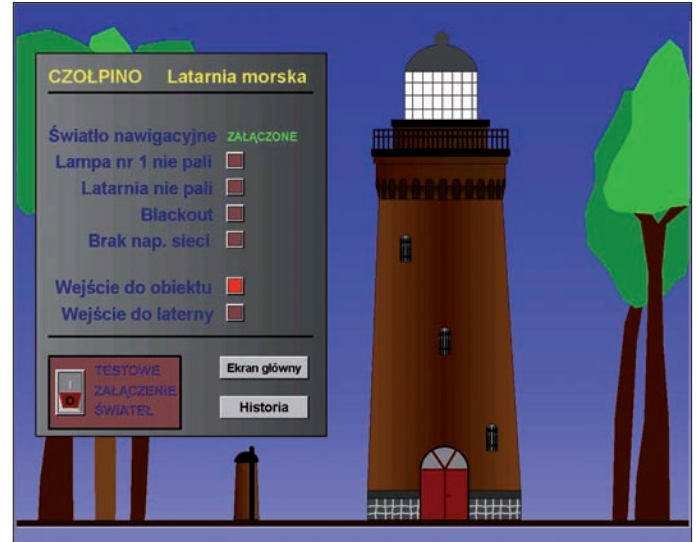 CZOŁPINO Latarnia morska
Światło nawigacyjne ZAŁĄCZONE
Lampa nr 1 nie pali
Latarnia nie pali
Blackout
Brak nap. sieci
Wejście do obiektu
Wejście do laterny
TESTOWE
ZAŁĄCZENIE
ŚWIATEŁ
I
O
Ekran główny
Historia